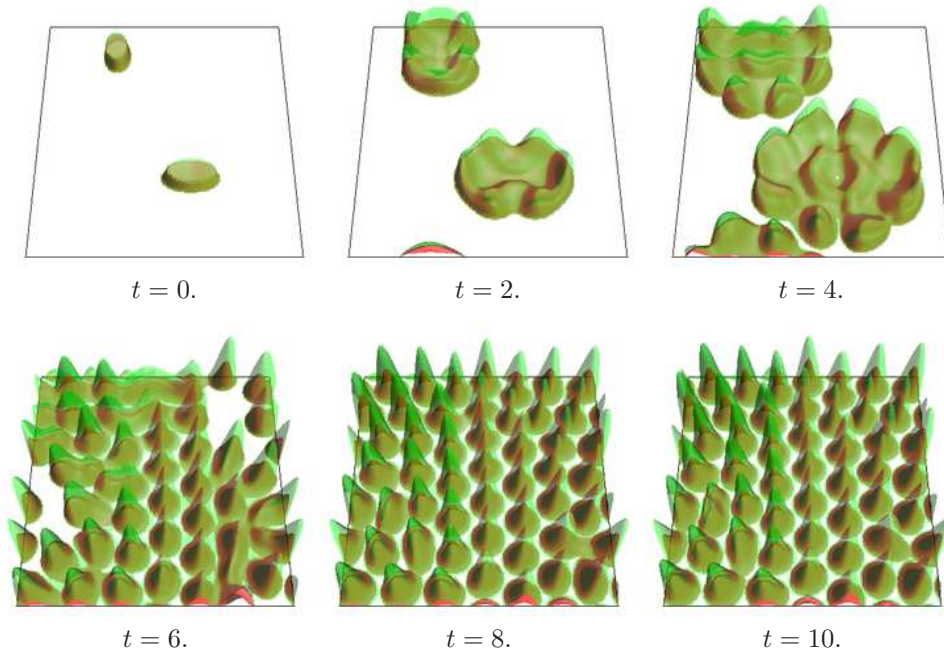 t = 0.
t = 2.
t = 4.
t = 6.
t = 8.
t = 10.